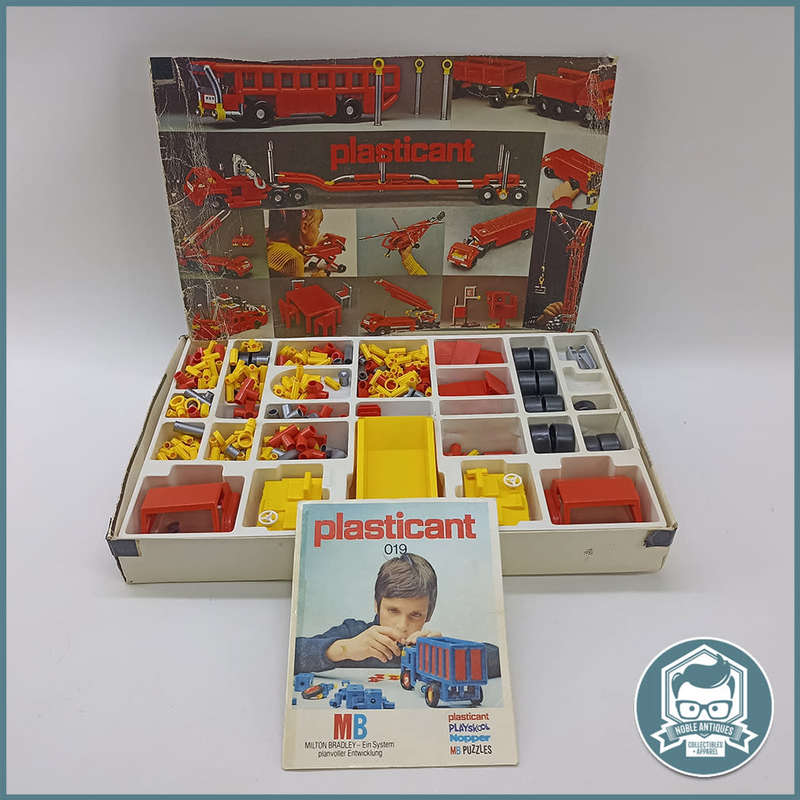 plasticant
plasticant
019
MB
MILTON BRADLEY – Ein System
planvoller Entwicklung
plasticant
PLAYSKOOL
Nopper
MB PUZZLES
NOBLE ANTIQUES
COLLECTIBLES
+ APPAREL